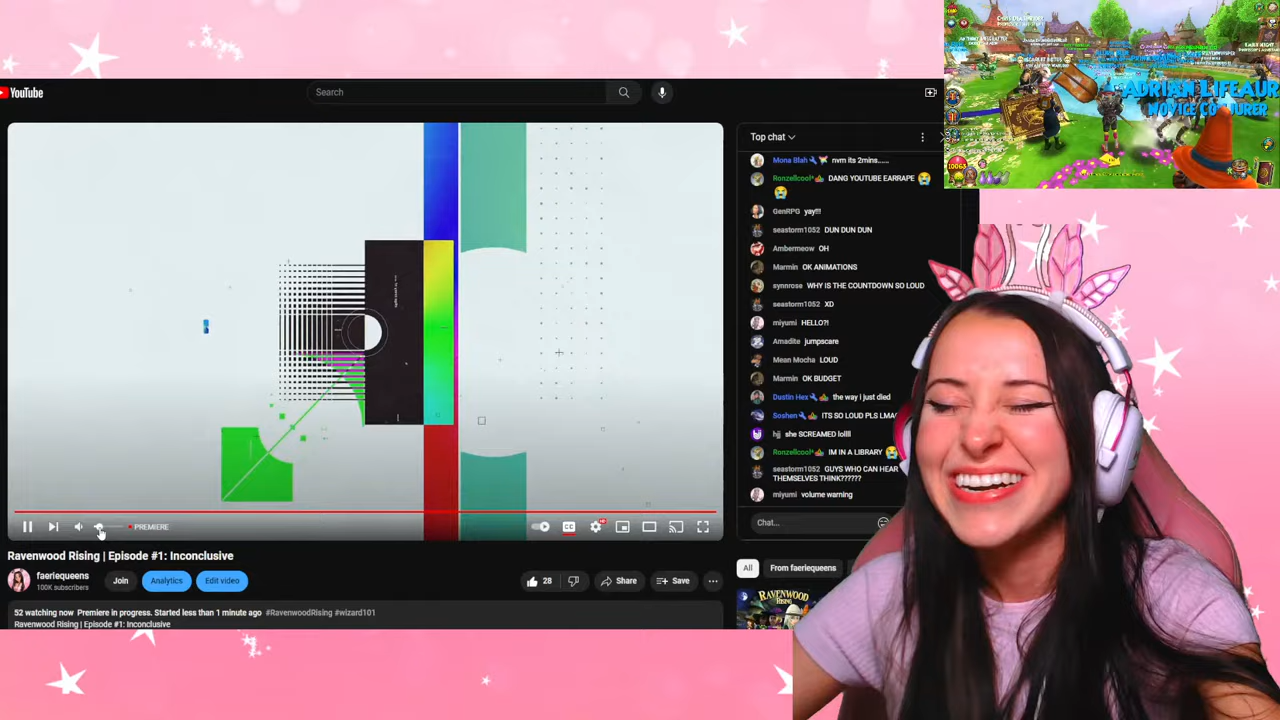 YouTube
Search
Top chat
Mona Blah nvm its 2mins......
Ronzellcool* DANG YOUTUBE EARRAPE
GenRPG yay!!!
seastorm1052 DUN DUN DUN
Ambermeow OH
Marmin OK ANIMATIONS
synnrose WHY IS THE COUNTDOWN SO LOUD
seastorm1052 XD
miyumi HELLO?!
Amadite jumpscare
Mean Mocha LOUD
Marmin OK BUDGET
Dustin Hex the way i just died
Soshen ITS SO LOUD PLS LMA
hjj she SCREAMED lollll
Ronzellcool* IM IN A LIBRARY
seastorm1052 GUYS WHO CAN HEAR
THEMSELVES THINK??????
miyumi volume warning
Chat...
PREMIERE
Ravenwood Rising | Episode #1: Inconclusive
faeriequeens
100K subscribers
Join
Analytics
Edit video
28
Share
Save
All
From faeriequeens
52 watching now Premiere in progress. Started less than 1 minute ago #RavenwoodRising #wizard101
Ravenwood Rising | Episode #1: Inconclusive
RAVENWOOD
RISING
ADRIAN LIFEAUR
NOVICE CONJURER